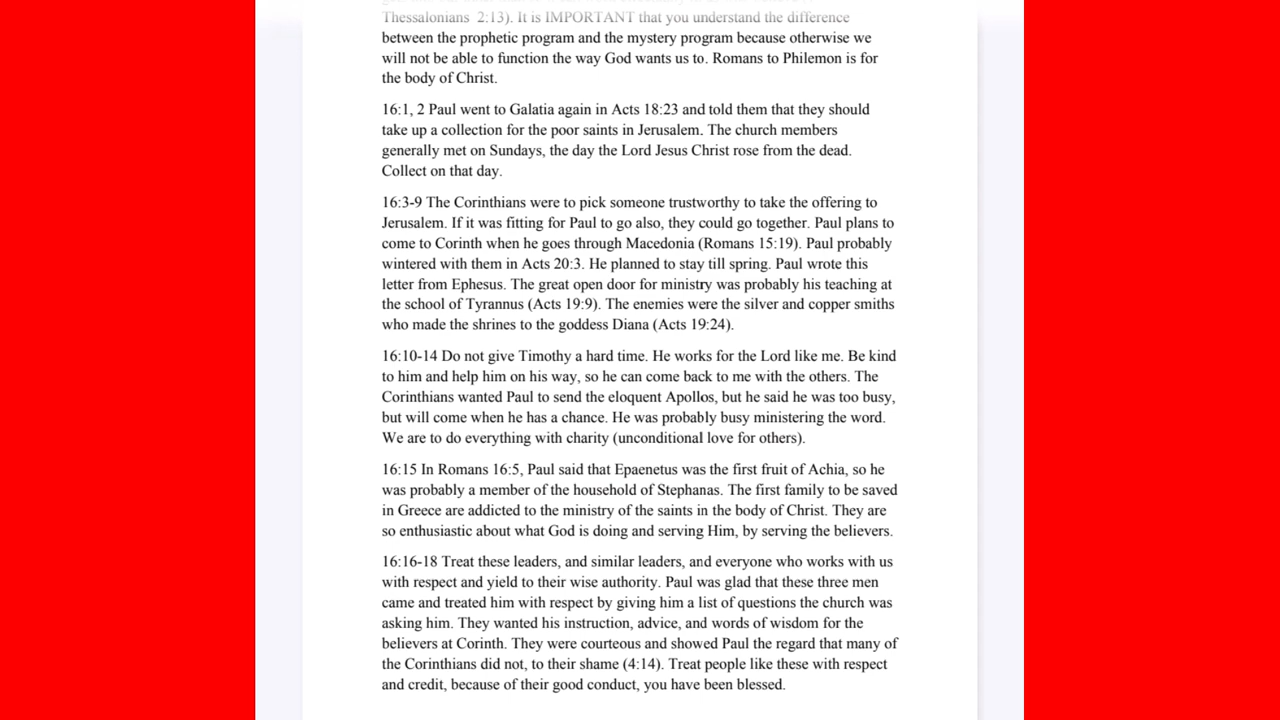 Thessalonians 2:13). It is IMPORTANT that you understand the difference
between the prophetic program and the mystery program because otherwise we
will not be able to function the way God wants us to. Romans to Philemon is for
the body of Christ.
16:1, 2 Paul went to Galatia again in Acts 18:23 and told them that they should
take up a collection for the poor saints in Jerusalem. The church members
generally met on Sundays, the day the Lord Jesus Christ rose from the dead.
Collect on that day.
16:3-9 The Corinthians were to pick someone trustworthy to take the offering to
Jerusalem. If it was fitting for Paul to go also, they could go together. Paul plans to
come to Corinth when he goes through Macedonia (Romans 15:19). Paul probably
wintered with them in Acts 20:3. He planned to stay till spring. Paul wrote this
letter from Ephesus. The great open door for ministry was probably his teaching at
the school of Tyrannus (Acts 19:9). The enemies were the silver and copper smiths
who made the shrines to the goddess Diana (Acts 19:24).
16:10-14 Do not give Timothy a hard time. He works for the Lord like me. Be kind
to him and help him on his way, so he can come back to me with the others. The
Corinthians wanted Paul to send the eloquent Apollos, but he said he was too busy,
but will come when he has a chance. He was probably busy ministering the word.
We are to do everything with charity (unconditional love for others).
16:15 In Romans 16:5, Paul said that Epaenetus was the first fruit of Achia, so he
was probably a member of the household of Stephanas. The first family to be saved
in Greece are addicted to the ministry of the saints in the body of Christ. They are
so enthusiastic about what God is doing and serving Him, by serving the believers.
16:16-18 Treat these leaders, and similar leaders, and everyone who works with us
with respect and yield to their wise authority. Paul was glad that these three men
came and treated him with respect by giving him a list of questions the church was
asking him. They wanted his instruction, advice, and words of wisdom for the
believers at Corinth. They were courteous and showed Paul the regard that many of
the Corinthians did not, to their shame (4:14). Treat people like these with respect
and credit, because of their good conduct, you have been blessed.